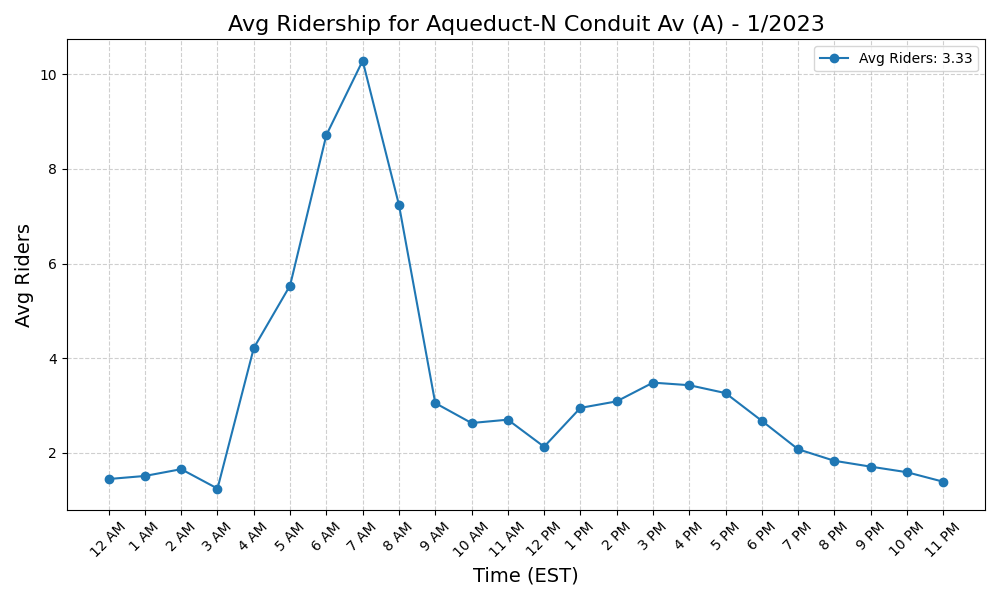 Avg Ridership for Aqueduct-N Conduit Av (A) - 1/2023
Avg Riders: 3.33
10
8
6
4
2
Avg Riders
12 AM
1 AM
2 AM
3 AM
4 AM
5 AM
6 AM
7 AM
8 AM
9 AM
10 AM
11 AM
12 PM
1 PM
2 PM
3 PM
4 PM
5 PM
6 PM
7 PM
8 PM
9 PM
10 PM
11 PM
Time (EST)